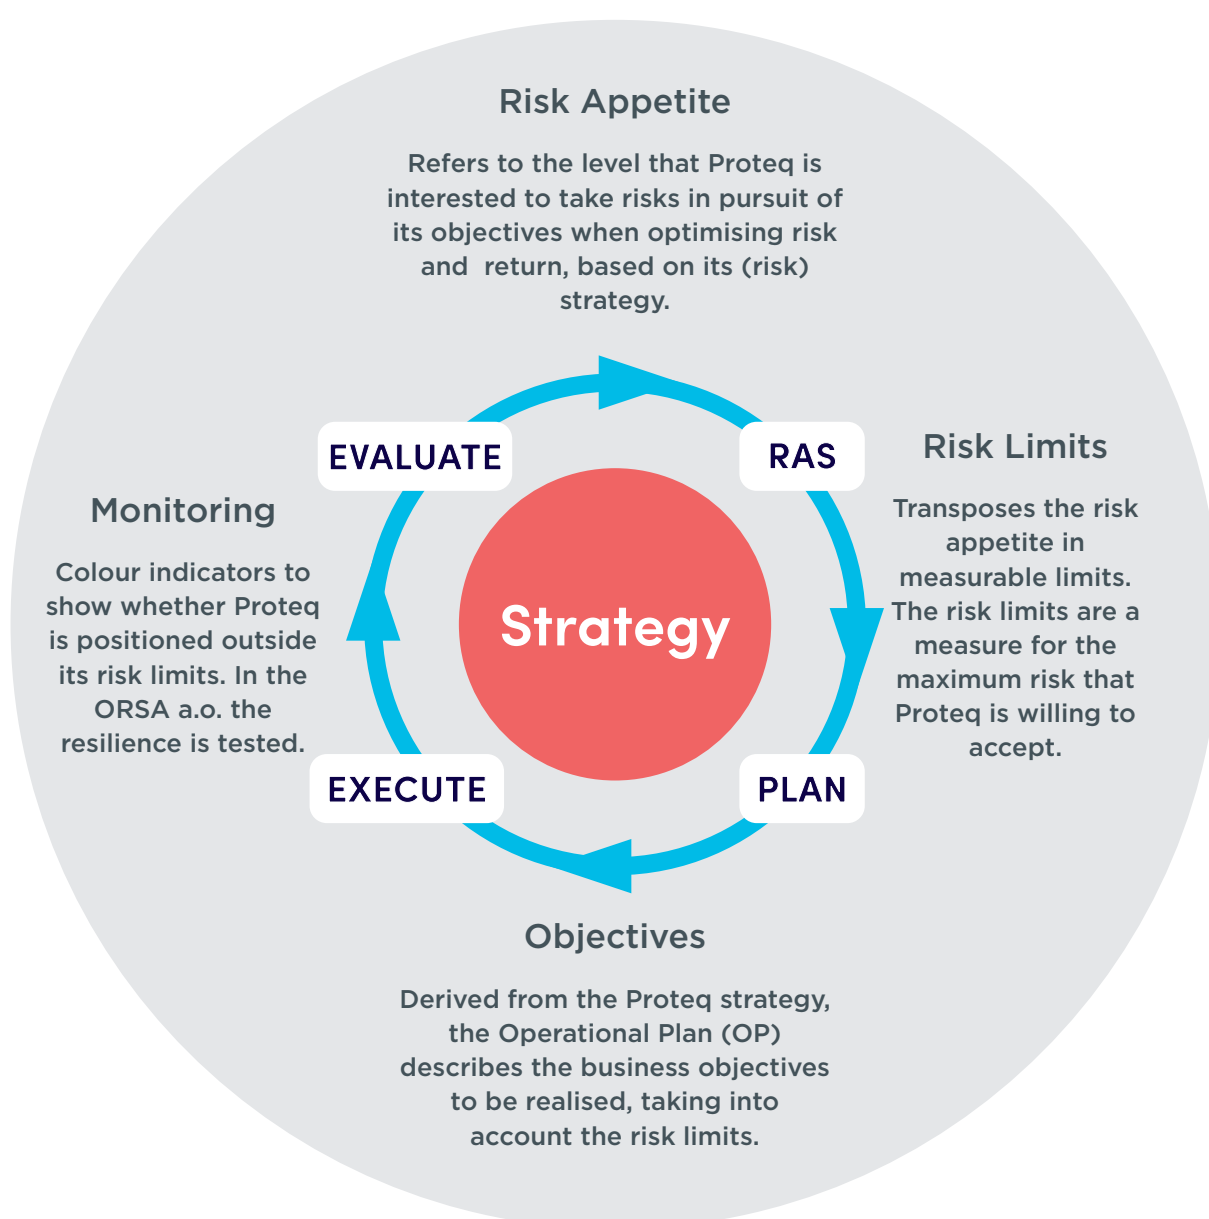 Risk Appetite
Refers to the level that Proteq is
interested to take risks in pursuit of
its objectives when optimising risk
and return, based on its (risk)
strategy.
EVALUATE
RAS
Risk Limits
Transposes the risk
appetite in
measurable limits.
The risk limits are a
measure for the
maximum risk that
Proteq is willing to
accept.
Monitoring
Colour indicators to
show whether Proteq
is positioned outside
its risk limits. In the
ORSA a.o. the
resilience is tested.
Strategy
EXECUTE
PLAN
Objectives
Derived from the Proteq strategy,
the Operational Plan (OP)
describes the business objectives
to be realised, taking into
account the risk limits.